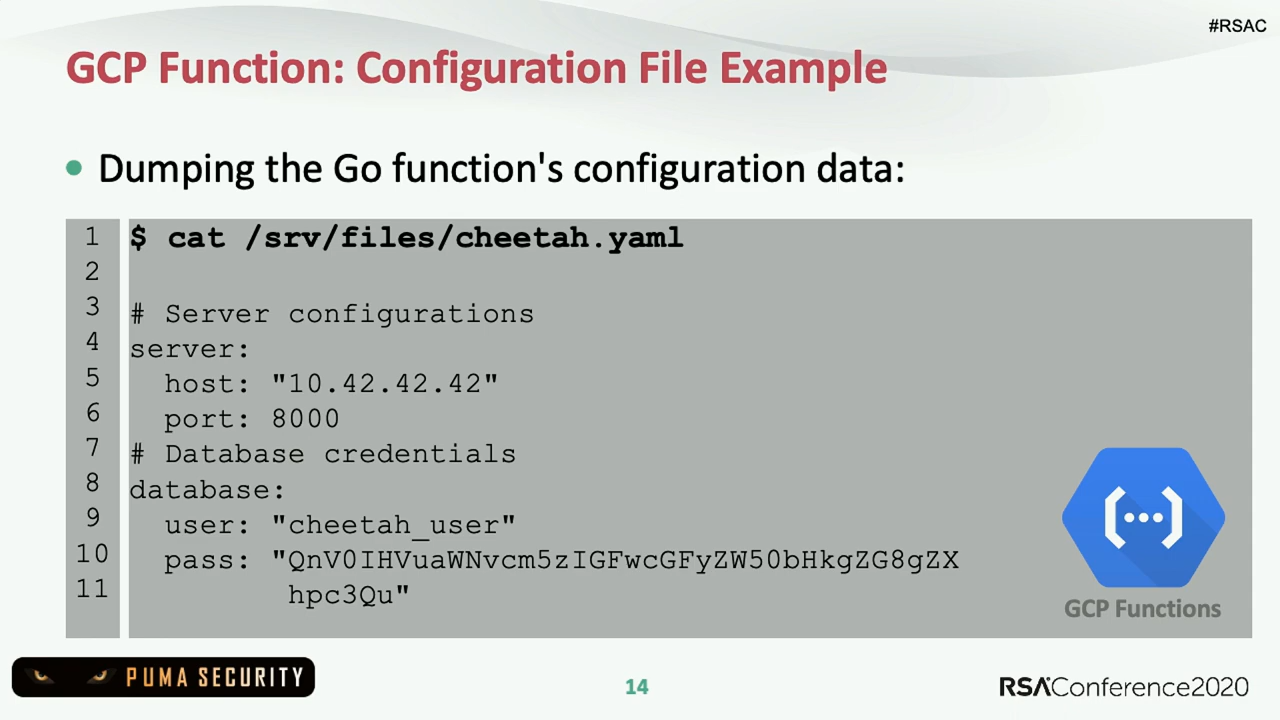 #RSAC
GCP Function: Configuration File Example
• Dumping the Go function's configuration data:
1 $ cat /srv/files/cheetah.yaml
2
3 # Server configurations
4 server:
5 host: "10.42.42.42"
6 port: 8000
7 # Database credentials
8 database:
9 user: "cheetah_user"
10 pass: "QnV0IHVuaWNvcm5zIGFwcGFyZW50bHkgZG8gZX
11 hpc3Qu"
GCP Functions
PUMA SECURITY
14
RSAConference2020